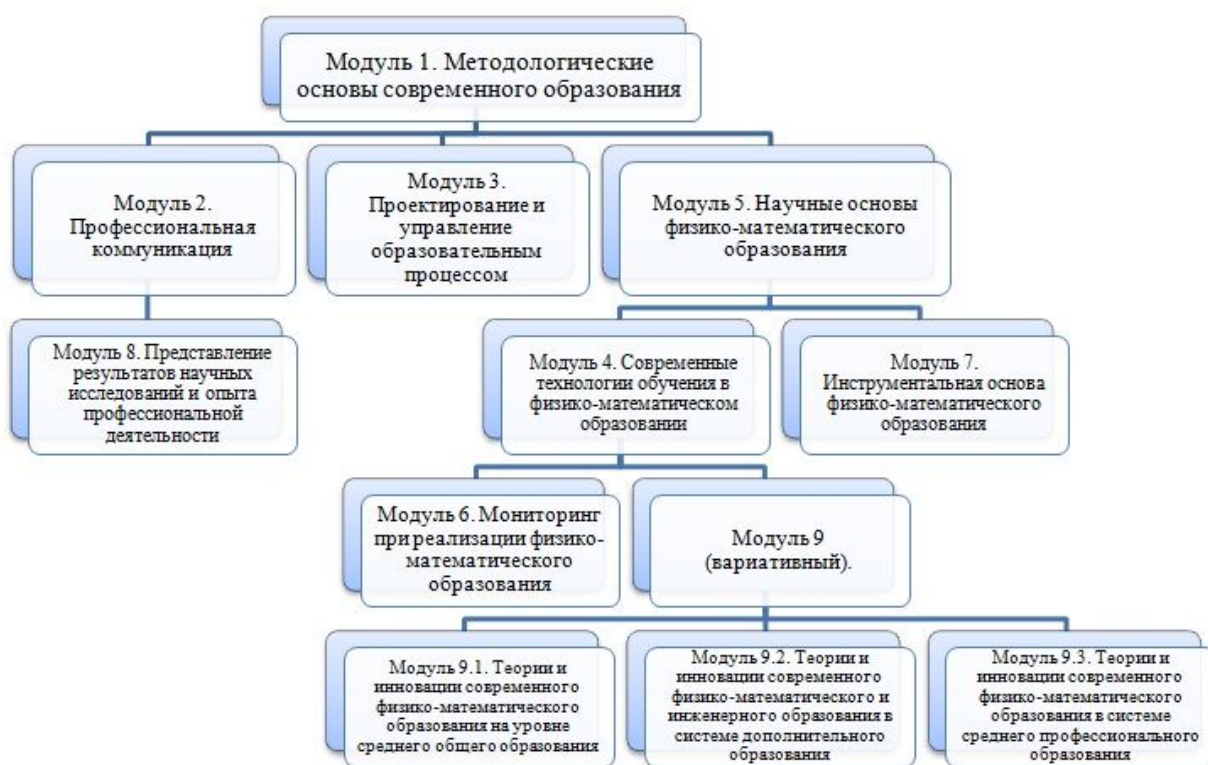 Модуль 1. Методологические
основы современного образования
Модуль 2.
Профессиональная
коммуникация
Модуль 3.
Проектирование и
управление
образовательным
процессом
Модуль 5. Научные основы
физико-математического
образования
Модуль 8. Представление
результатов научных
исследований и опыта
профессиональной
деятельности
Модуль 4. Современные
технологии обучения в
физико-математическом
образовании
Модуль 7.
Инструментальная основа
физико-математического
образования
Модуль 6. Мониторинг
при реализации физико-
математического
образования
Модуль 9
(вариативный).
Модуль 9.1. Теории и
инновации современного
физико-математического
образования на уровне
среднего общего образования
Модуль 9.2. Теории и
инновации современного
физико-математического и
инженерного образования в
системе дополнительного
образования
Модуль 9.3. Теории и
инновации современного
физико-математического
образования в системе
среднего профессионального
образования